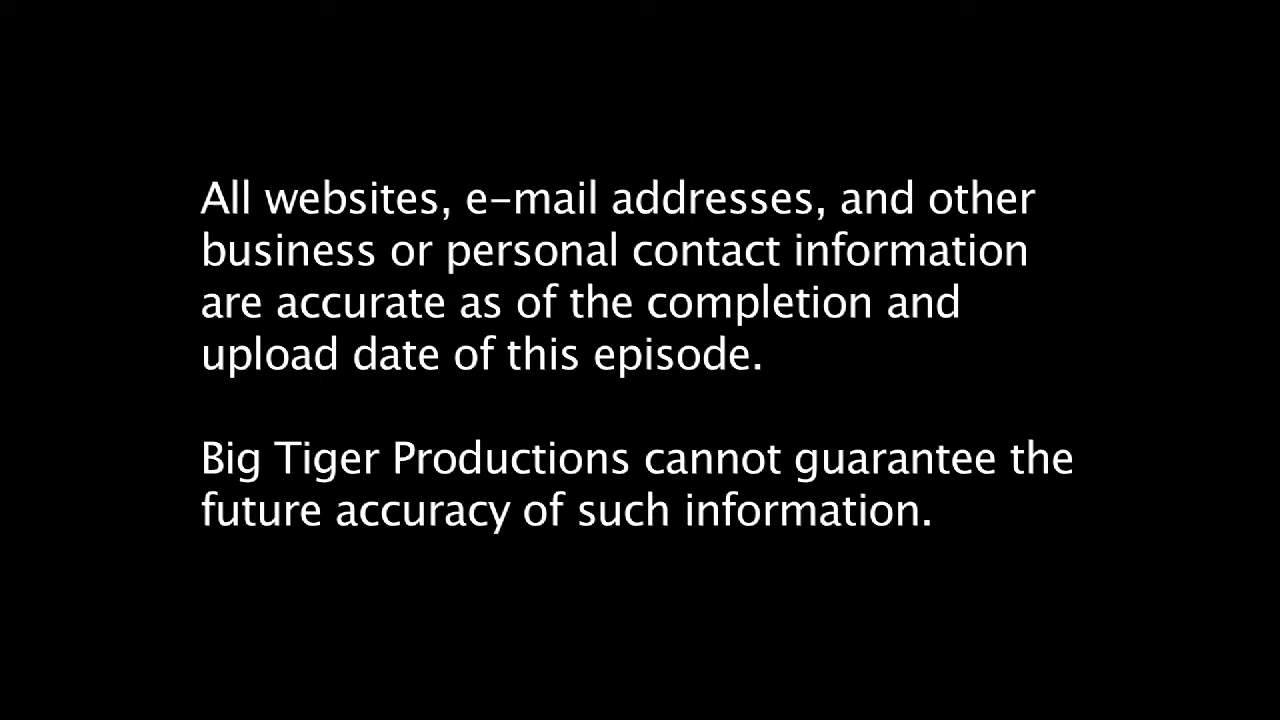 All websites, e-mail addresses, and other
business or personal contact information
are accurate as of the completion and
upload date of this episode.
Big Tiger Productions cannot guarantee the
future accuracy of such information.